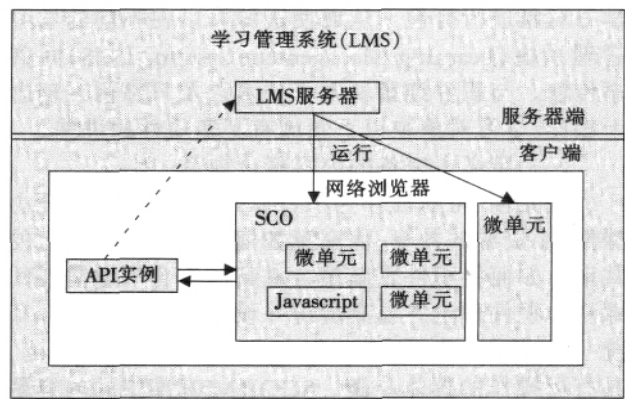 学习管理系统(LMS)
LMS服务器
服务器端
运行
客户端
网络浏览器
SCO
微单元
微单元
微单元
API实例
Javascript
微单元